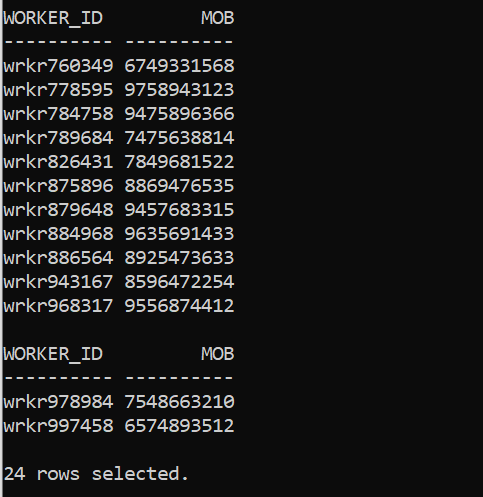 WORKER_ID         MOB
---------- ----------
wrkr760349 6749331568
wrkr778595 9758943123
wrkr784758 9475896366
wrkr789684 7475638814
wrkr826431 7849681522
wrkr875896 8869476535
wrkr879648 9457683315
wrkr884968 9635691433
wrkr886564 8925473633
wrkr943167 8596472254
wrkr968317 9556874412

WORKER_ID         MOB
---------- ----------
wrkr978984 7548663210
wrkr997458 6574893512

24 rows selected.